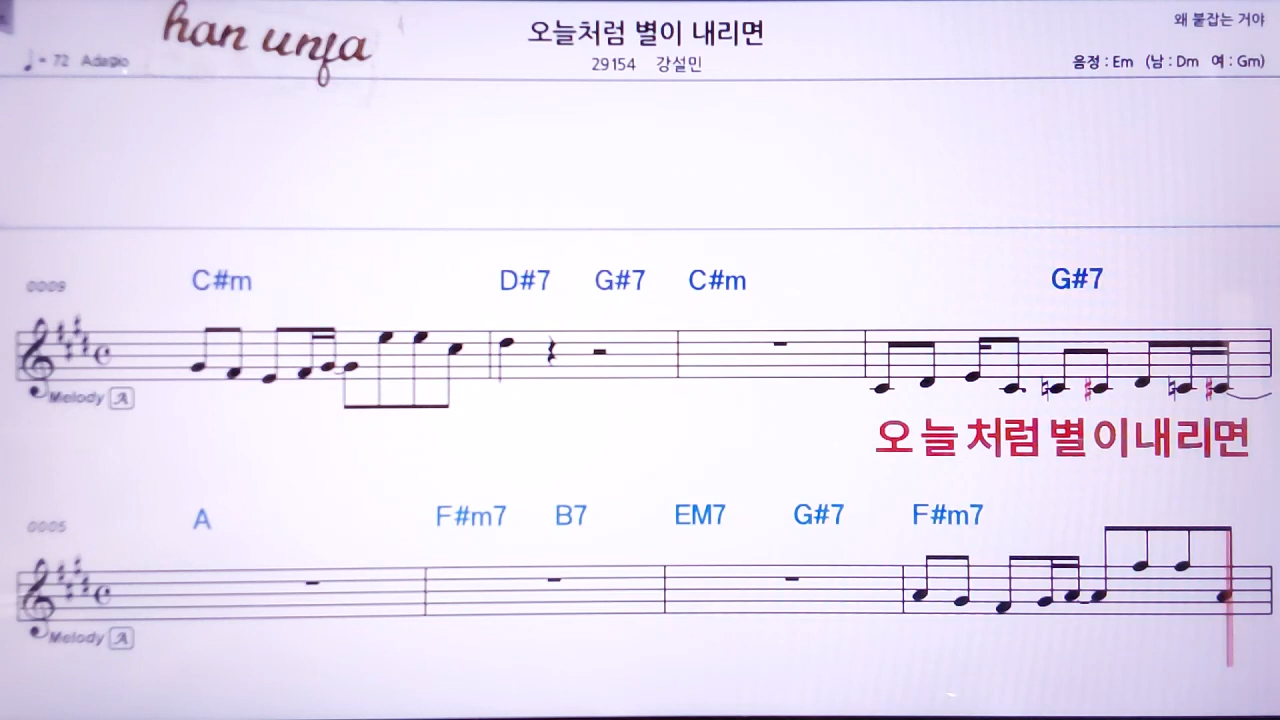 han unja
오늘처럼 별이 내리면
왜 붙잡는 거야
♩= 72 Adagio
29154 강설민
음정 : Em (남 : Dm 여 : Gm)
0009
C#m D#7 G#7 C#m G#7
Melody A
오늘처럼 별이내리면
0005
A F#m7 B7 EM7 G#7 F#m7
Melody A